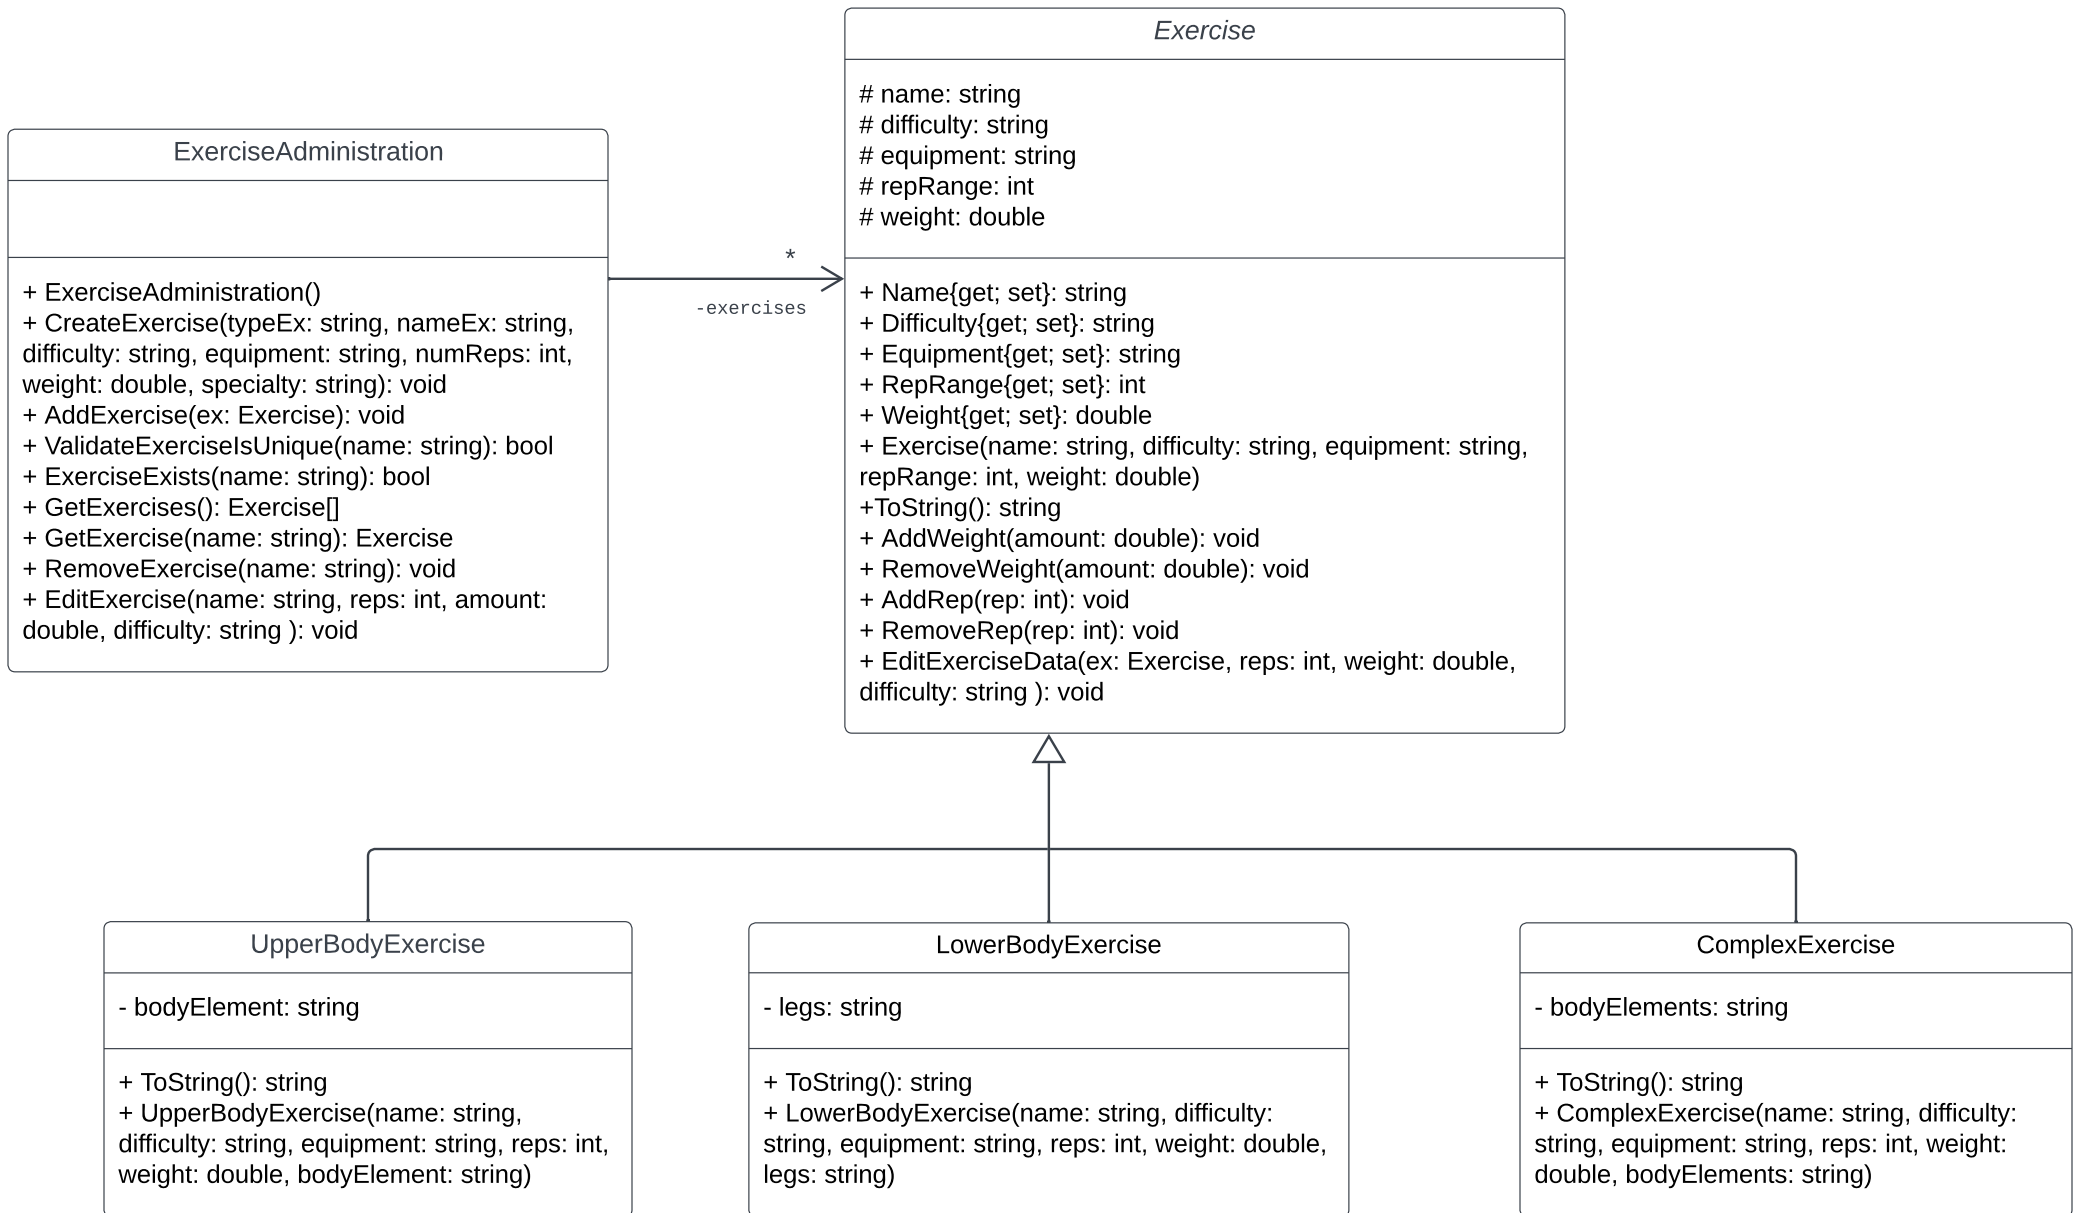 Exercise
# name: string
# difficulty: string
# equipment: string
# repRange: int
# weight: double
+ Name{get; set}: string
+ Difficulty{get; set}: string
+ Equipment{get; set}: string
+ RepRange{get; set}: int
+ Weight{get; set}: double
+ Exercise(name: string, difficulty: string, equipment: string,
repRange: int, weight: double)
+ToString(): string
+ AddWeight(amount: double): void
+ RemoveWeight(amount: double): void
+ AddRep(rep: int): void
+ RemoveRep(rep: int): void
+ EditExerciseData(ex: Exercise, reps: int, weight: double,
difficulty: string ): void
ExerciseAdministration
+ ExerciseAdministration()
+ CreateExercise(typeEx: string, nameEx: string,
difficulty: string, equipment: string, numReps: int,
weight: double, specialty: string): void
+ AddExercise(ex: Exercise): void
+ ValidateExerciseIsUnique(name: string): bool
+ ExerciseExists(name: string): bool
+ GetExercises(): Exercise[]
+ GetExercise(name: string): Exercise
+ RemoveExercise(name: string): void
+ EditExercise(name: string, reps: int, amount:
double, difficulty: string ): void
*
-exercises
UpperBodyExercise
- bodyElement: string
+ ToString(): string
+ UpperBodyExercise(name: string,
difficulty: string, equipment: string, reps: int,
weight: double, bodyElement: string)
LowerBodyExercise
- legs: string
+ ToString(): string
+ LowerBodyExercise(name: string, difficulty:
string, equipment: string, reps: int, weight: double,
legs: string)
ComplexExercise
- bodyElements: string
+ ToString(): string
+ ComplexExercise(name: string, difficulty:
string, equipment: string, reps: int, weight:
double, bodyElements: string)